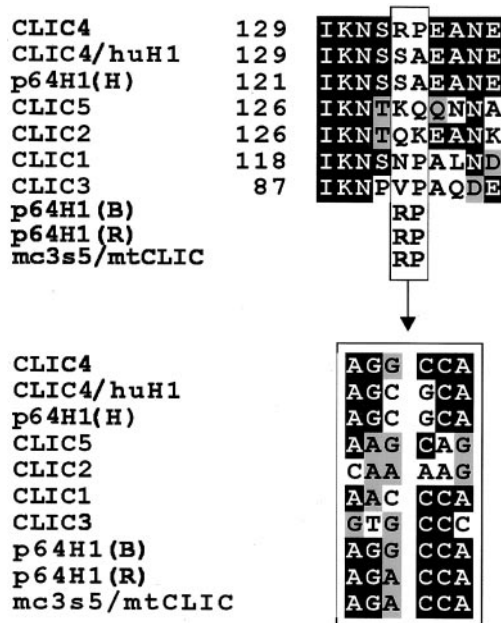 CLIC4 129 IKNSRPEANE
CLIC4/huH1 129 IKNSSAEANE
p64H1(H) 121 IKNSSAEANE
CLIC5 126 IKNTKQQNNA
CLIC2 126 IKNTQKEANK
CLIC1 118 IKNSNPALND
CLIC3 87 IKNPVPAQDE
p64H1(B) RP
p64H1(R) RP
mc3s5/mtCLIC RP
CLIC4 AGG CCA
CLIC4/huH1 AGC GCA
p64H1(H) AGC GCA
CLIC5 AAG CAG
CLIC2 CAA AAG
CLIC1 AAC CCA
CLIC3 GTG CCC
p64H1(B) AGG CCA
p64H1(R) AGA CCA
mc3s5/mtCLIC AGA CCA